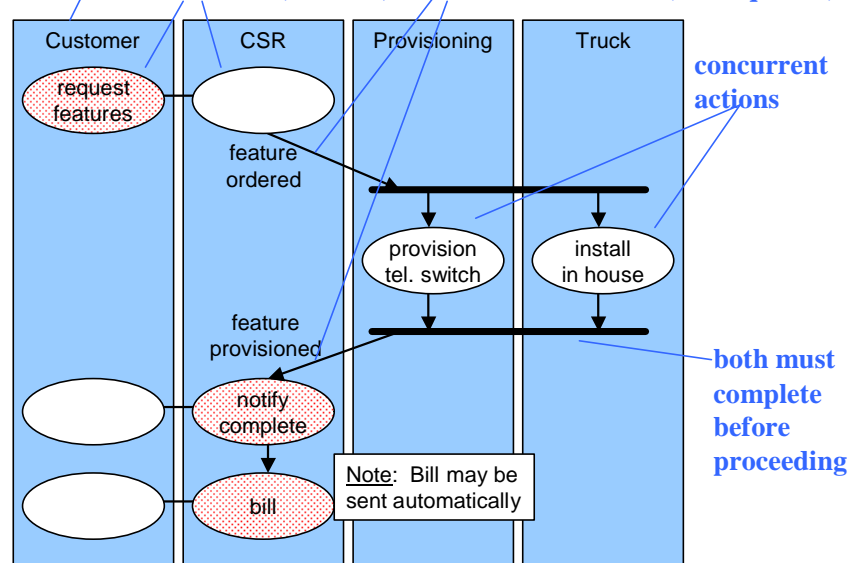 Customer
CSR
Provisioning
Truck
request
features
concurrent
actions
feature
ordered
provision
tel. switch
install
in house
feature
provisioned
both must
complete
before
proceeding
notify
complete
Note: Bill may be
sent automatically
bill